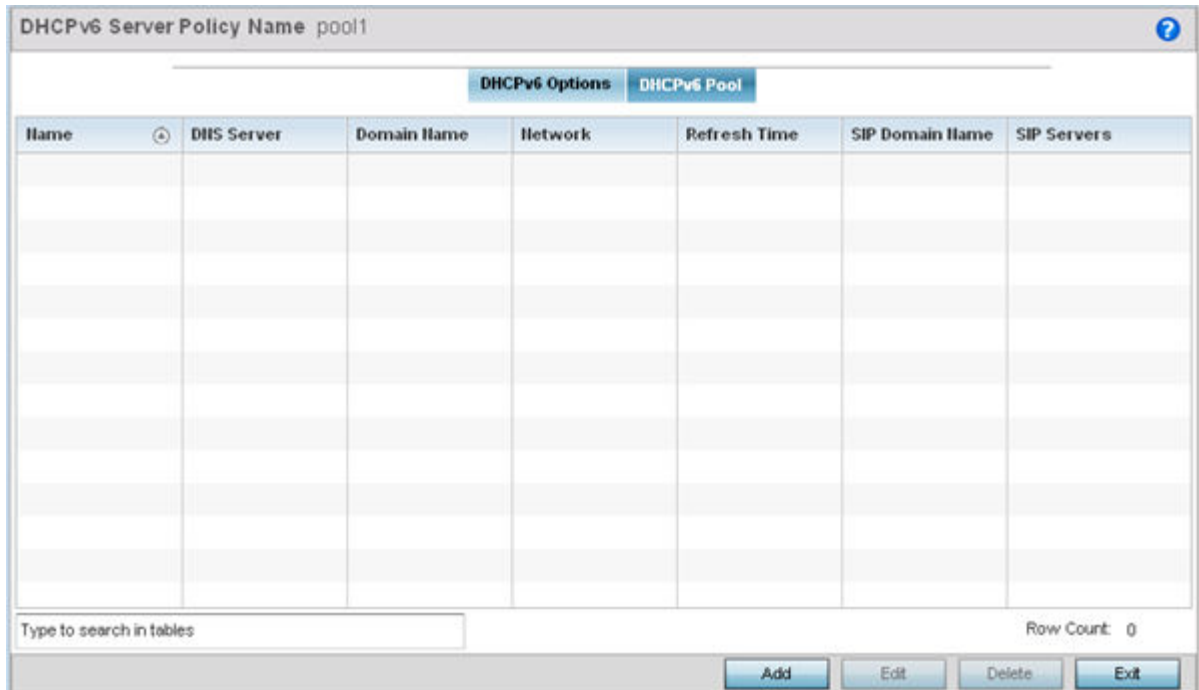 DHCPv6 Server Policy Name pool1
?
DHCPv6 Options DHCPv6 Pool
Name DNS Server Domain Name Network Refresh Time SIP Domain Name SIP Servers
Type to search in tables
Row Count: 0
Add Edit Delete Exit